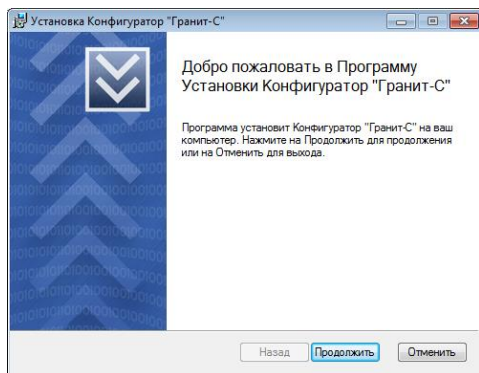 Установка Конфигуратор "Гранит-С"
Добро пожаловать в Программу
Установки Конфигуратор "Гранит-С"
Программа установит Конфигуратор "Гранит-С" на ваш
компьютер. Нажмите на Продолжить для продолжения
или на Отменить для выхода.
Назад Продолжить Отменить